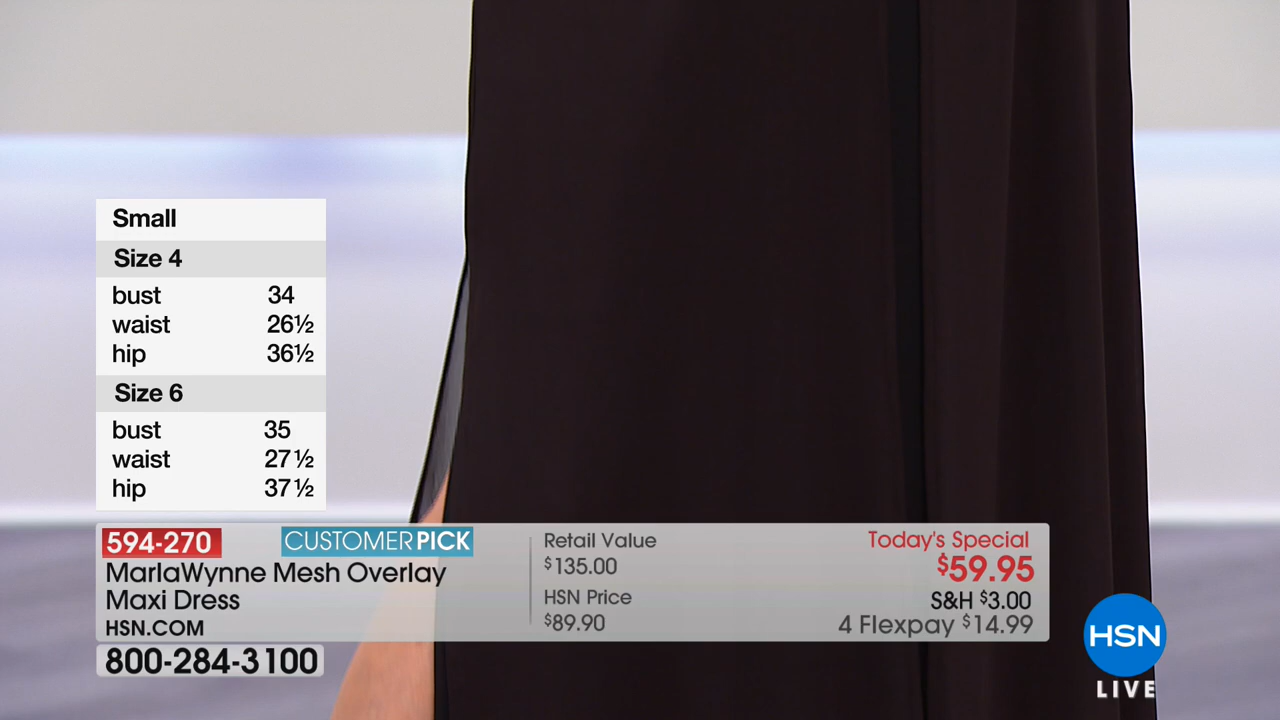 Small
Size 4
bust 34
waist 26½
hip 36½
Size 6
bust 35
waist 27½
hip 37½
594-270 CUSTOMERPICK
MarlaWynne Mesh Overlay
Maxi Dress
HSN.COM
800-284-3100
Retail Value
$135.00
HSN Price
$89.90
Today's Special
$59.95
S&H $3.00
4 Flexpay $14.99
HSN
LIVE